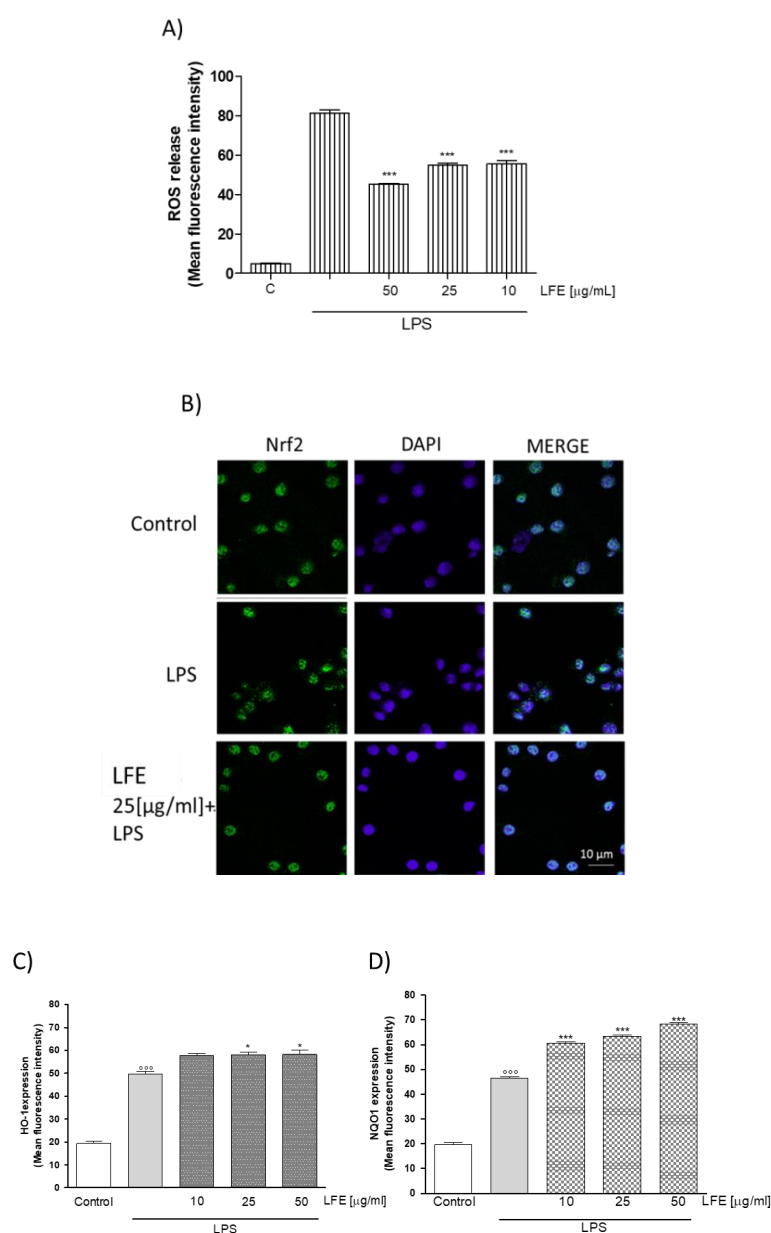 A)
ROS release
(Mean fluorescence intensity)
100
80
60
40
20
0
***
***
***
C
50
25
10
LFE [µg/mL]
LPS
B)
Nrf2
DAPI
MERGE
Control
LPS
LFE
25[µg/ml]+
LPS
10 µm
C)
HO-1expression
(Mean fluorescence intensity)
80
70
60
50
40
30
20
10
0
°°°
*
*
Control
10
25
50
LFE [µg/ml]
LPS
D)
NQO1 expression
(Mean fluorescence intensity)
80
70
60
50
40
30
20
10
0
°°°
***
***
***
Control
10
25
50
LFE [µg/ml]
LPS